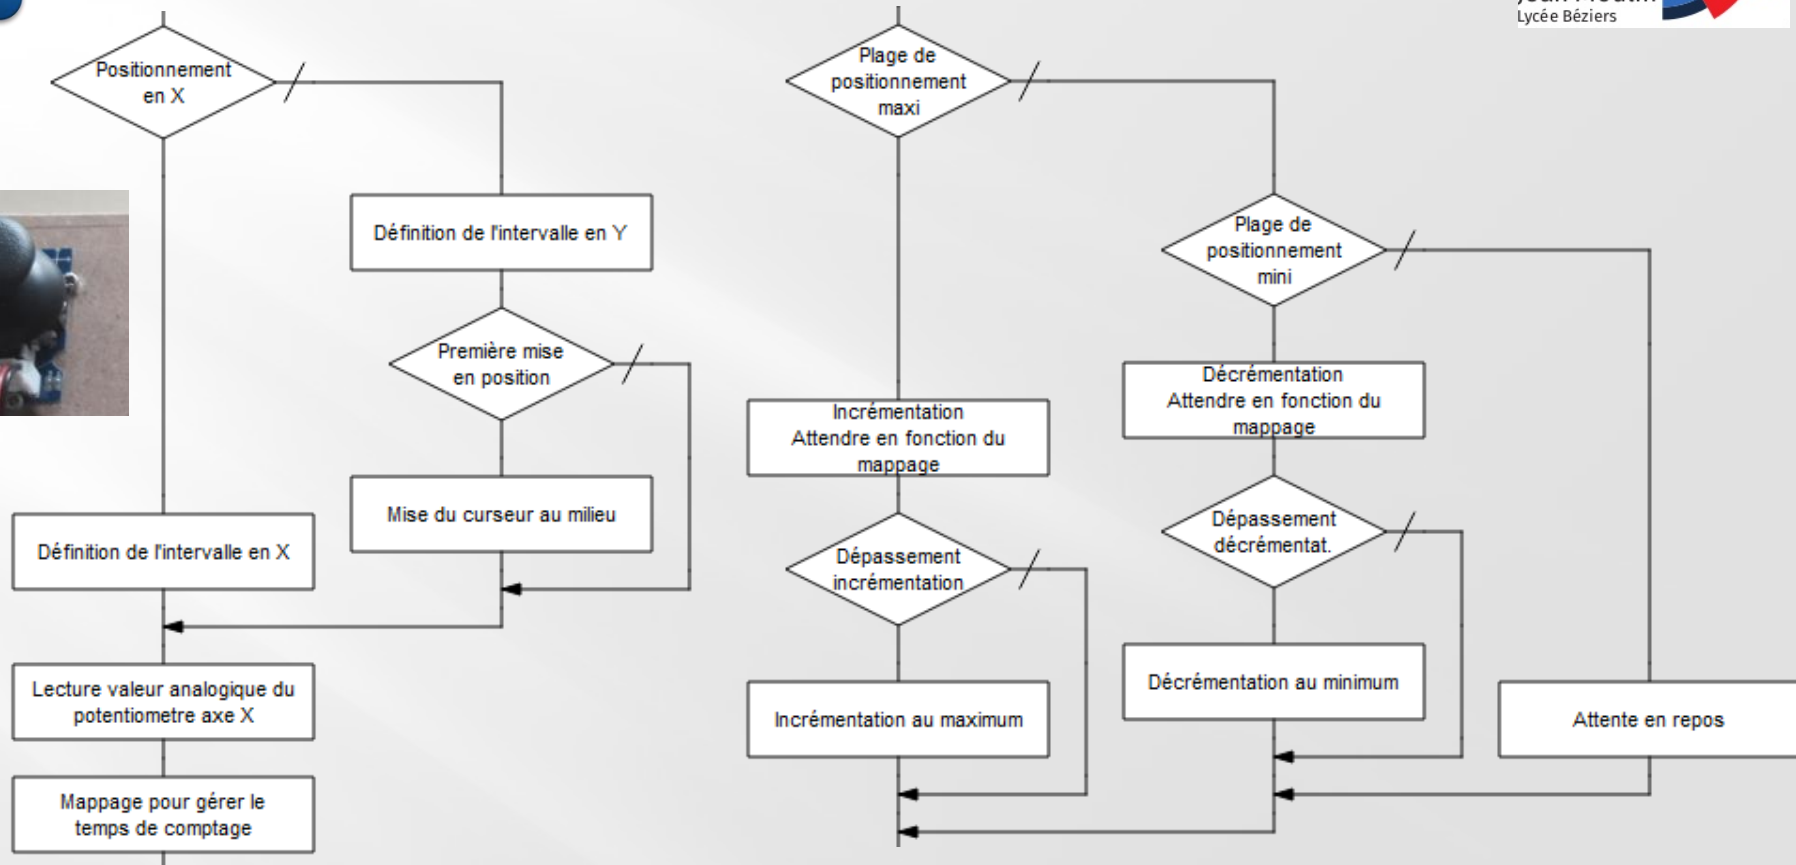 Lycée Béziers
Positionnement
en X
Définition de l'intervalle en Y
Première mise
en position
Mise du curseur au milieu
Définition de l'intervalle en X
Lecture valeur analogique du
potentiometre axe X
Mappage pour gérer le
temps de comptage
Plage de
positionnement
maxi
Plage de
positionnement
mini
Incrémentation
Attendre en fonction du
mappage
Décrémentation
Attendre en fonction du
mappage
Dépassement
incrémentation
Dépassement
décrémentat.
Incrémentation au maximum
Décrémentation au minimum
Attente en repos